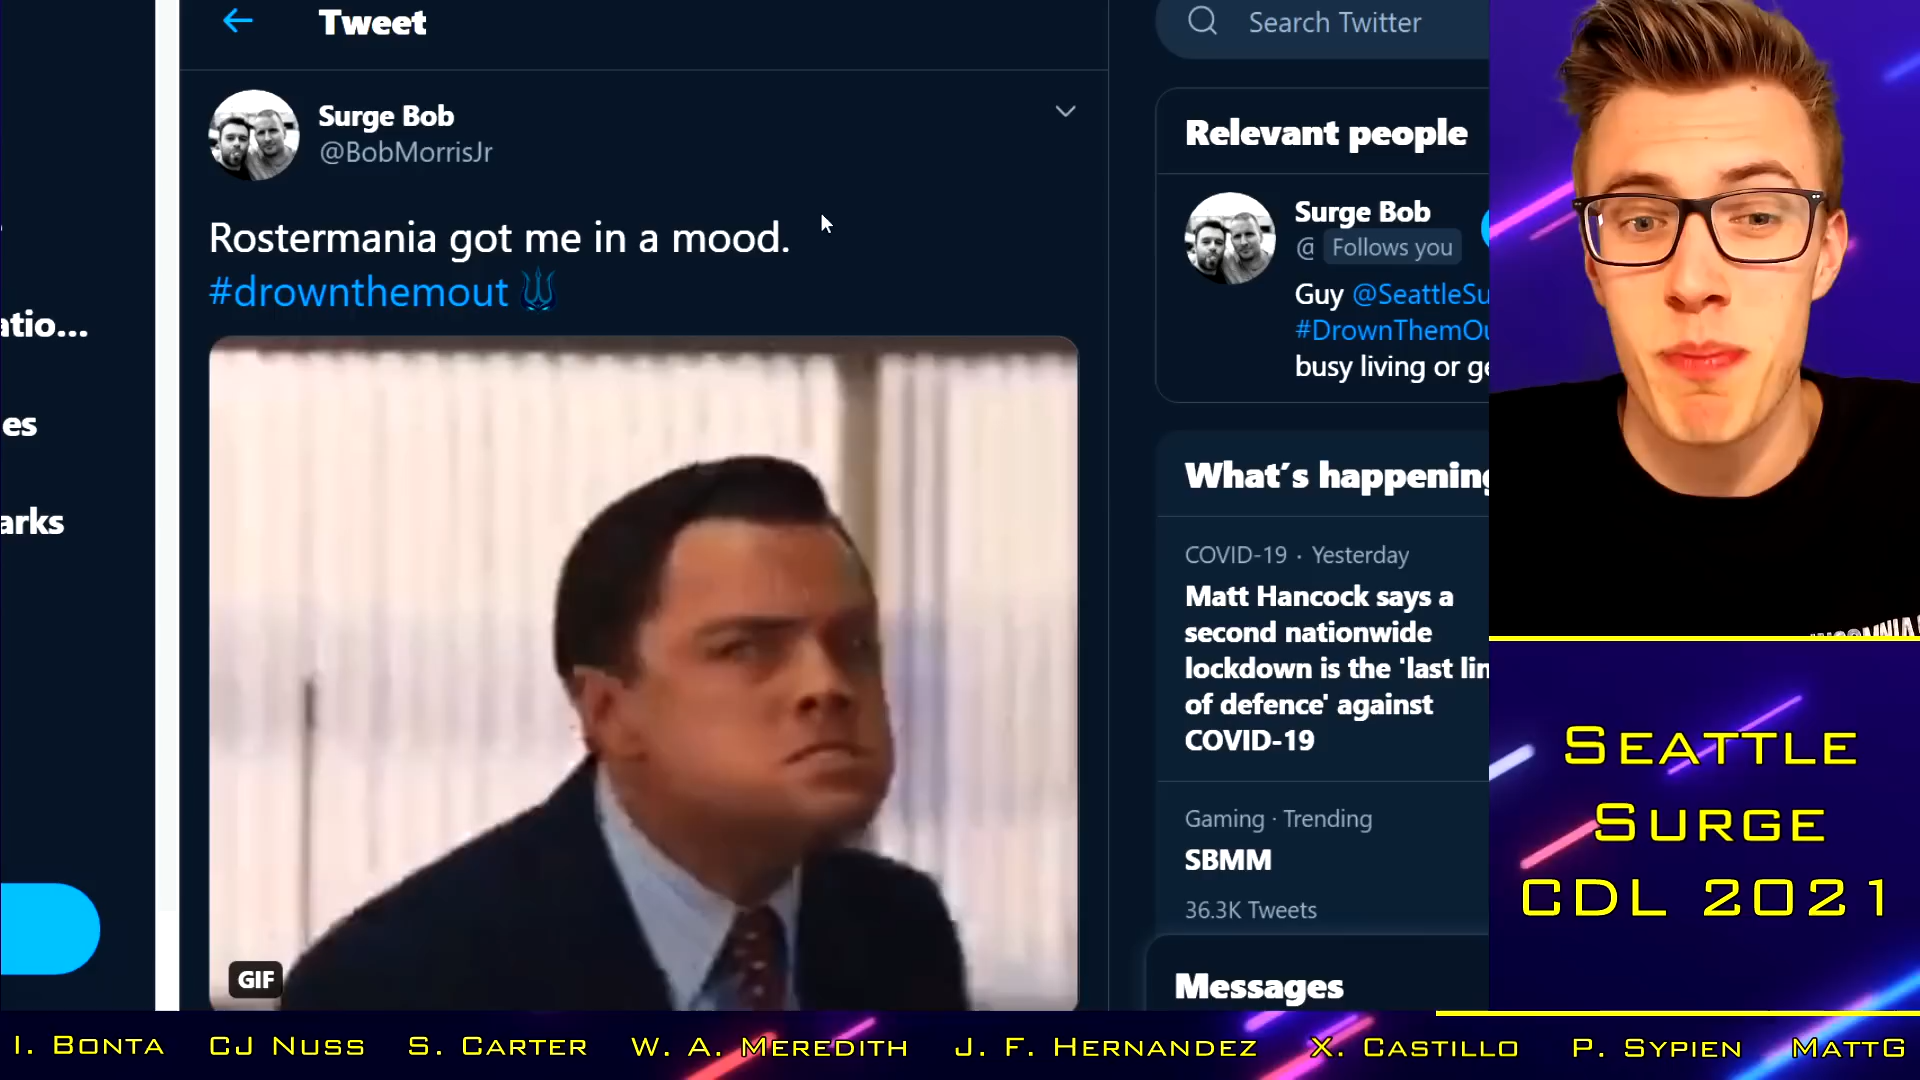 Tweet
Search Twitter
Surge Bob
@BobMorrisJr
Rostermania got me in a mood.
#drownthemout
GIF
atio...
es
arks
Relevant people
Surge Bob
@ Follows you
Guy @SeattleSu
#DrownThemOu
busy living or ge
What's happening
COVID-19 · Yesterday
Matt Hancock says a
second nationwide
lockdown is the 'last lin
of defence' against
COVID-19
Gaming · Trending
SBMM
36.3K Tweets
Messages
SEATTLE
SURGE
CDL 2021
I. BONTA CJ NUSS S. CARTER W. A. MEREDITH J. F. HERNANDEZ X. CASTILLO P. SYPIEN MATTG